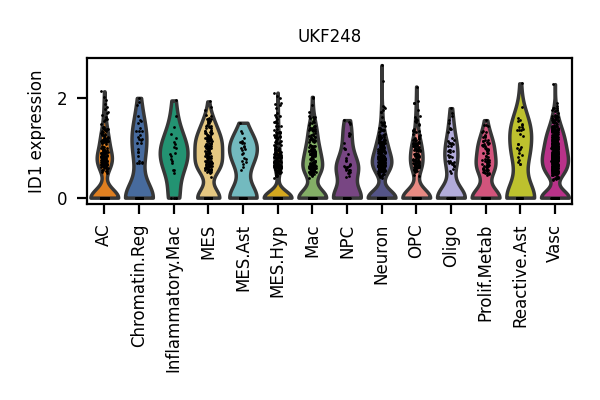 UKF248
ID1 expression
2
0
AC
Chromatin.Reg
Inflammatory.Mac
MES
MES.Ast
MES.Hyp
Mac
NPC
Neuron
OPC
Oligo
Prolif.Metab
Reactive.Ast
Vasc